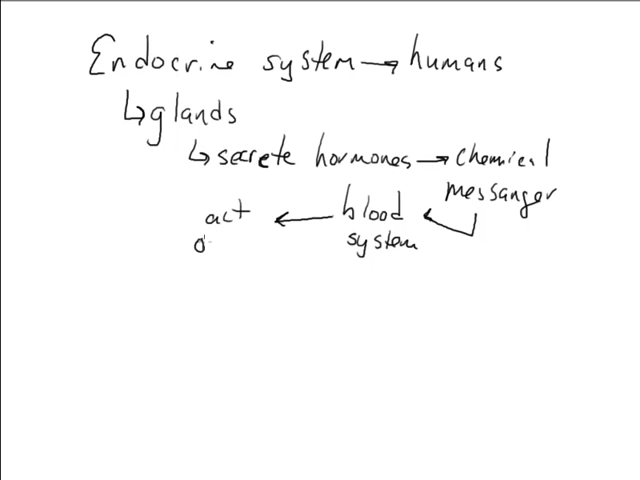 Endocrine system → humans
↳ glands
↳ secrete hormones → chemical
messanger
act ← blood
system